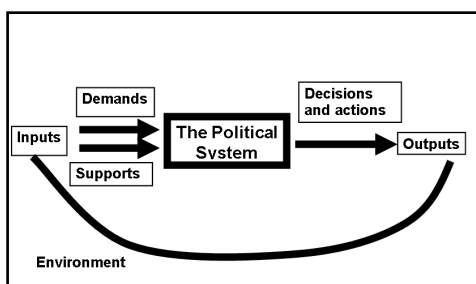 Demands
Decisions
and actions
Inputs
The Political
System
Outputs
Supports
Environment